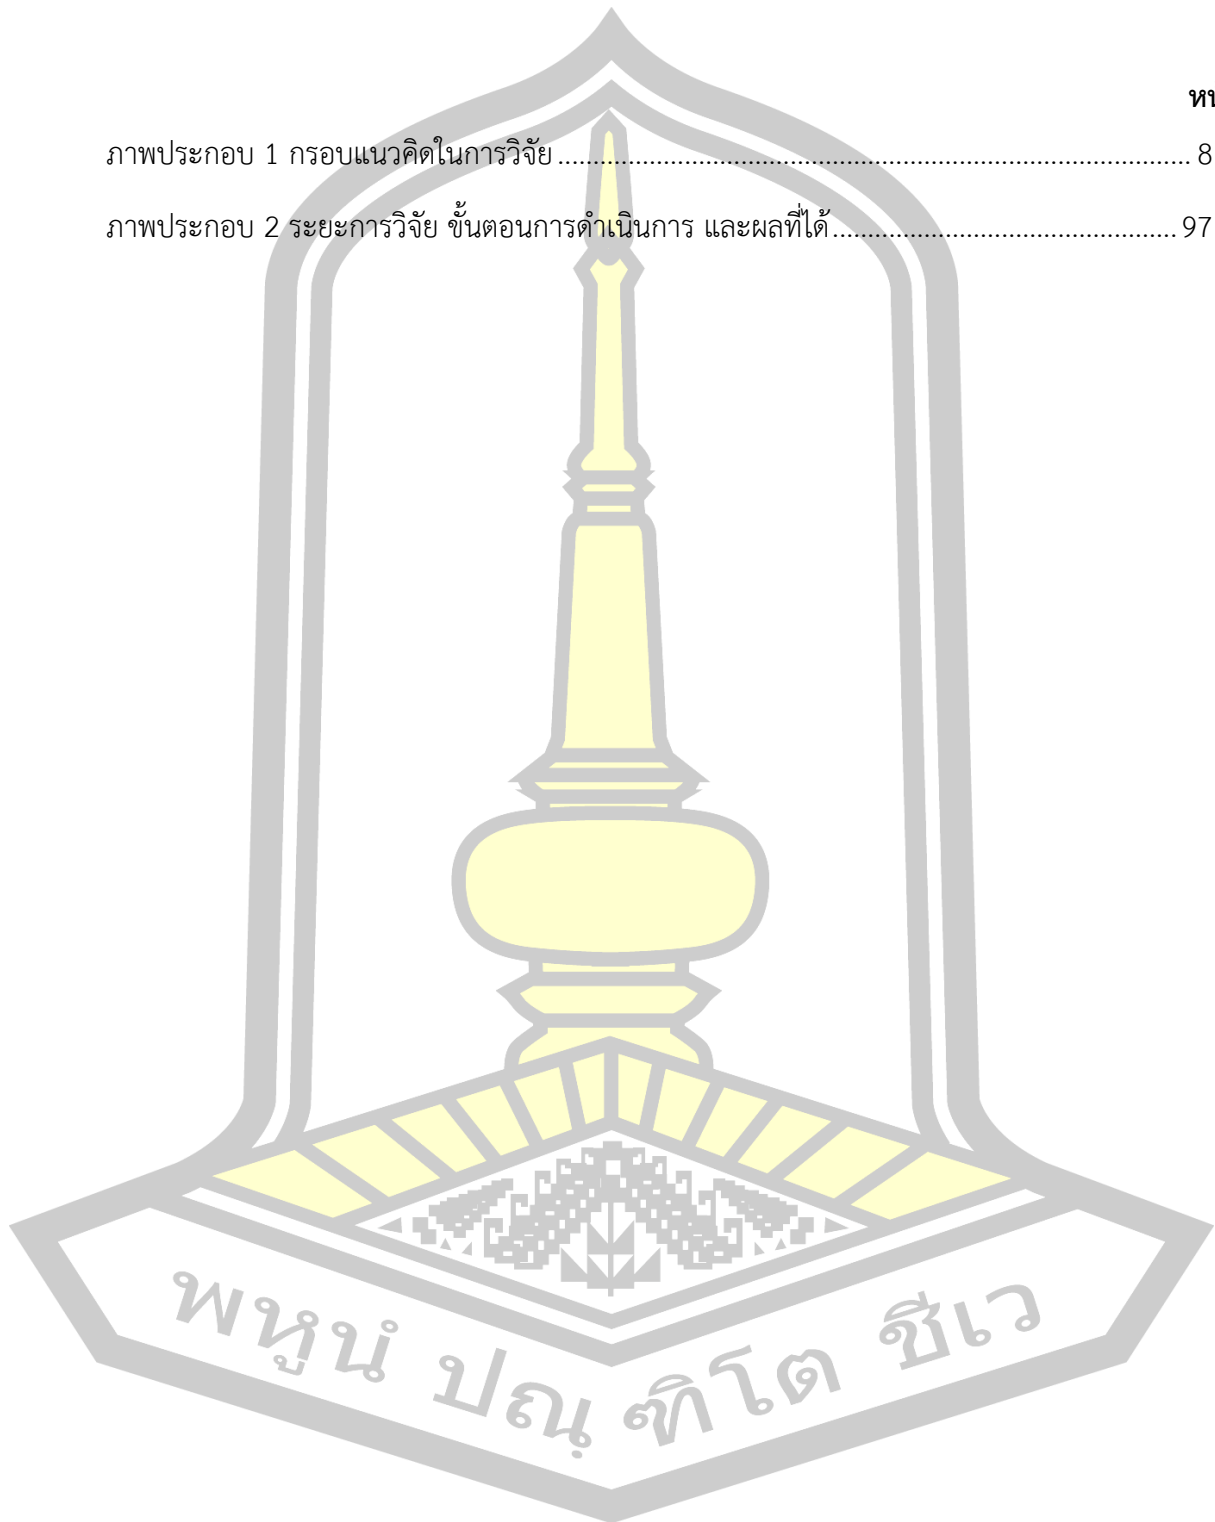 ภาพประกอบ 1 กรอบแนวคิดในการวิจัย........................................................................................... 8
ภาพประกอบ 2 ระยะการวิจัย ขั้นตอนการดำเนินการ และผลที่ได้................................................. 97
พหูนํ ปณฺฑิโต ชีเว